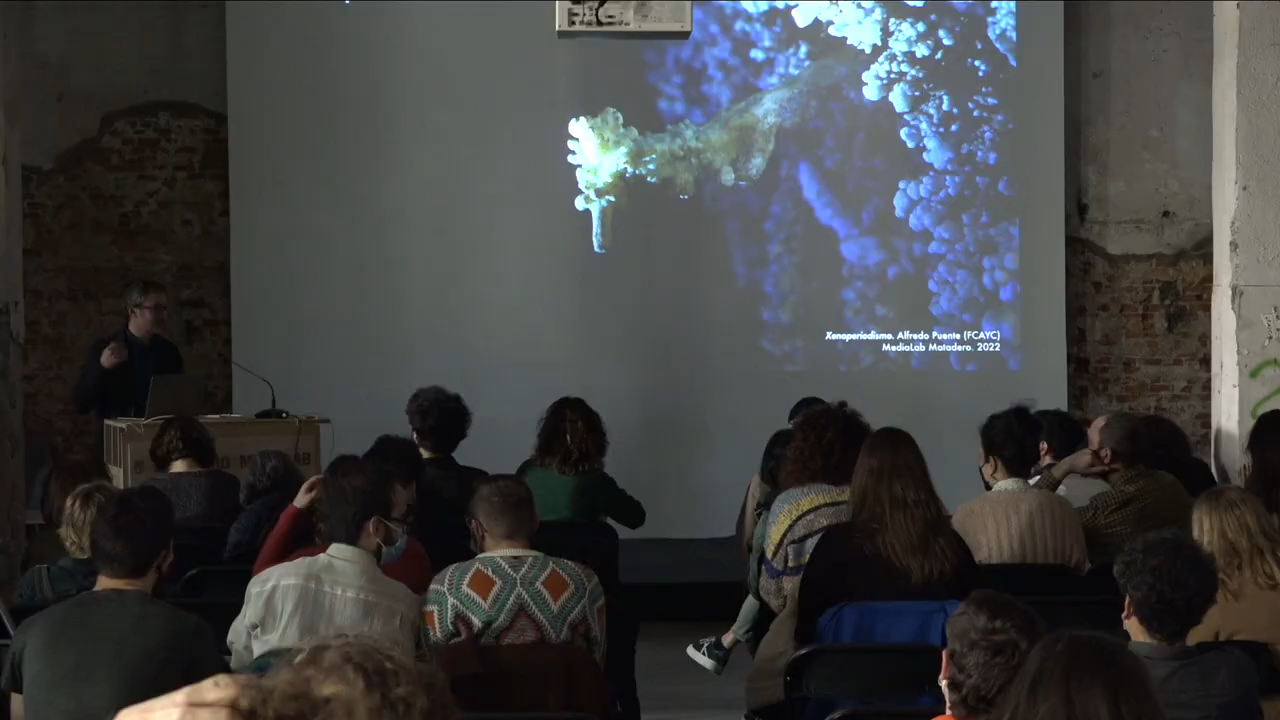 Xenoperiodismo. Alfredo Puente (FCAYC)
MediaLab Matadero. 2022